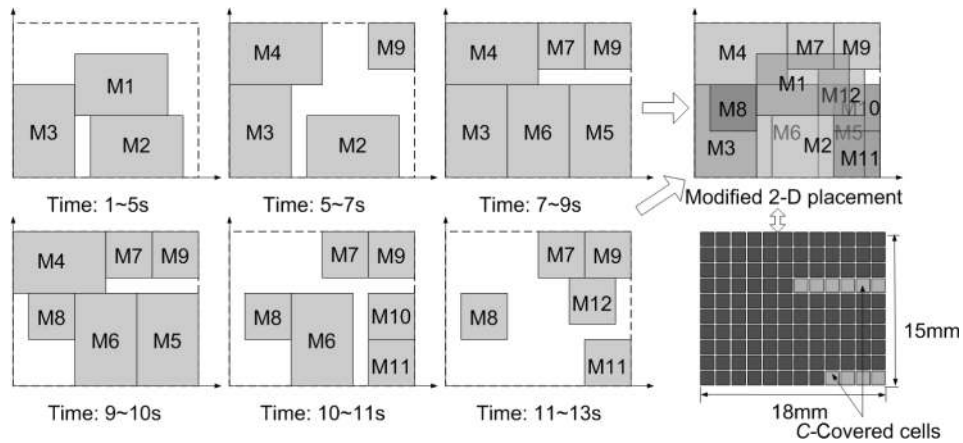 M1
M3
M2
Time: 1~5s
M4
M9
M3
M2
Time: 5~7s
M4
M7
M9
M3
M6
M5
Time: 7~9s
M4
M7
M9
M1
M12
M8
M10
M6
M5
M3
M2
M11
Modified 2-D placement
M4
M7
M9
M8
M6
M5
Time: 9~10s
M7
M9
M8
M10
M6
M11
Time: 10~11s
M7
M9
M12
M8
M11
Time: 11~13s
15mm
18mm
C-Covered cells